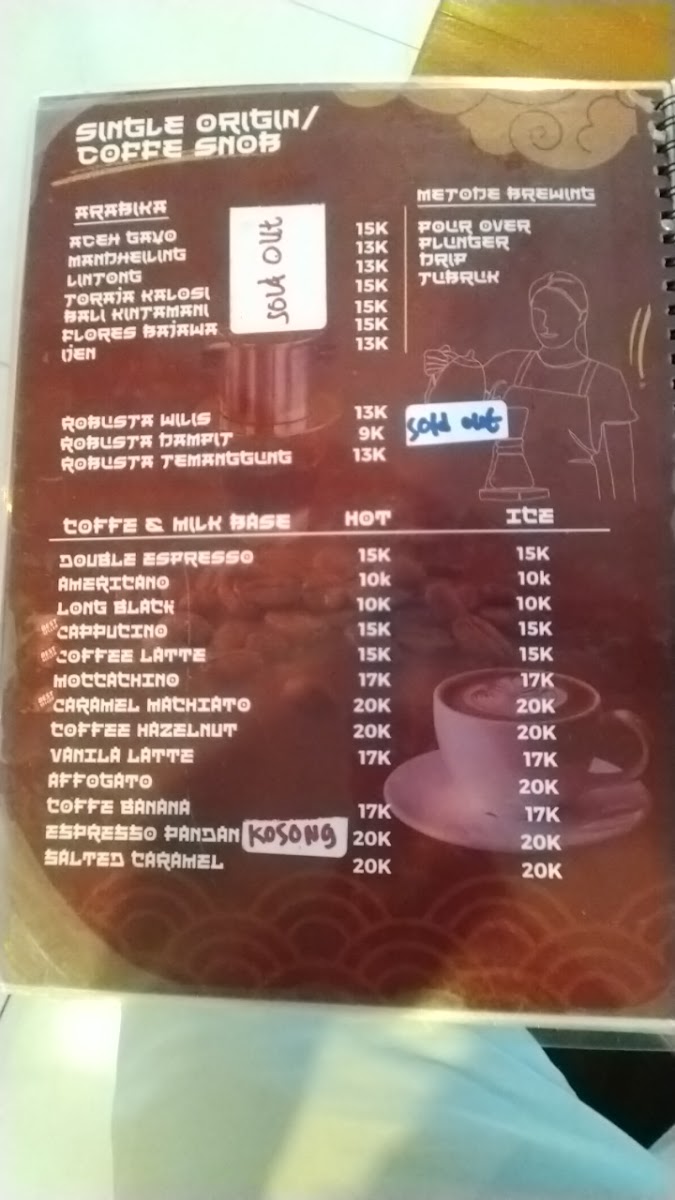 SINGLE ORIGIN/
COFFE SNOB
ARABIKA
ACEH GAYO 15K
MANDHEILING 13K
LINTONG 13K
TORAJA KALOSI 15K
BALI KINTAMANI 15K
FLORES BAJAWA 15K
IJEN 13K
SOLD OUT
METODE BREWING
POUR OVER
PLUNGER
DRIP
TUBRUK
ROBUSTA WILIS 13K
ROBUSTA DAMPIT 9K
ROBUSTA TEMANGGUNG 13K
Sold out
COFFE & MILK BASE HOT ICE
DOUBLE ESPRESSO 15K 15K
AMERICANO 10k 10k
LONG BLACK 10K 10K
CAPPUCINO 15K 15K
COFFEE LATTE 15K 15K
MOCCACHINO 17K 17K
CARAMEL MACHIATO 20K 20K
COFFEE HAZELNUT 20K 20K
VANILA LATTE 17K 17K
AFFOGATO 20K
COFFE BANANA 17K 17K
ESPRESSO PANDAN KOSONG 20K 20K
SALTED CARAMEL 20K 20K